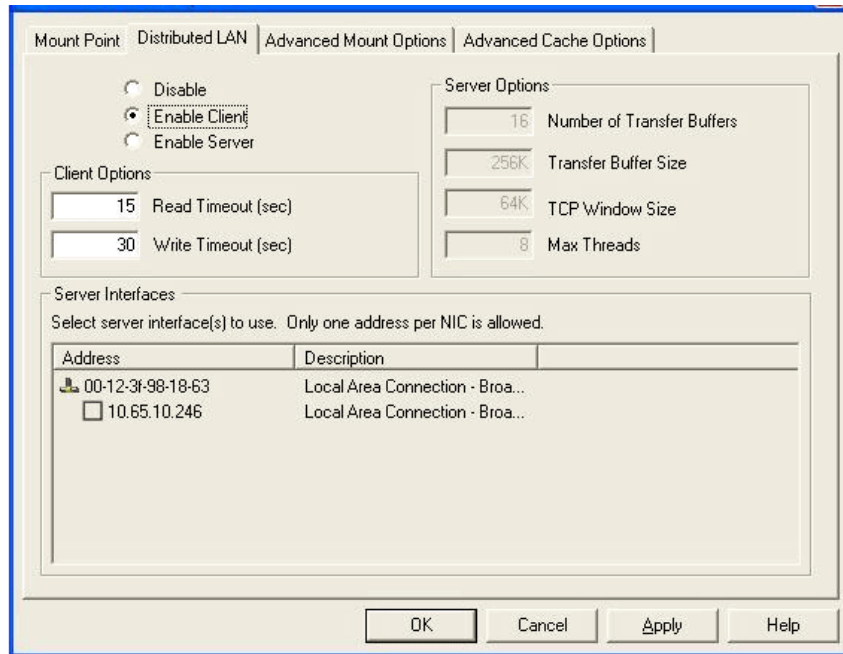 Mount Point Distributed LAN Advanced Mount Options Advanced Cache Options
Disable
Enable Client
Enable Server
Client Options
15 Read Timeout (sec)
30 Write Timeout (sec)
Server Options
16 Number of Transfer Buffers
256K Transfer Buffer Size
64K TCP Window Size
8 Max Threads
Server Interfaces
Select server interface(s) to use. Only one address per NIC is allowed.
Address Description
00-12-3f-98-18-63 Local Area Connection - Broa...
10.65.10.246 Local Area Connection - Broa...
OK Cancel Apply Help